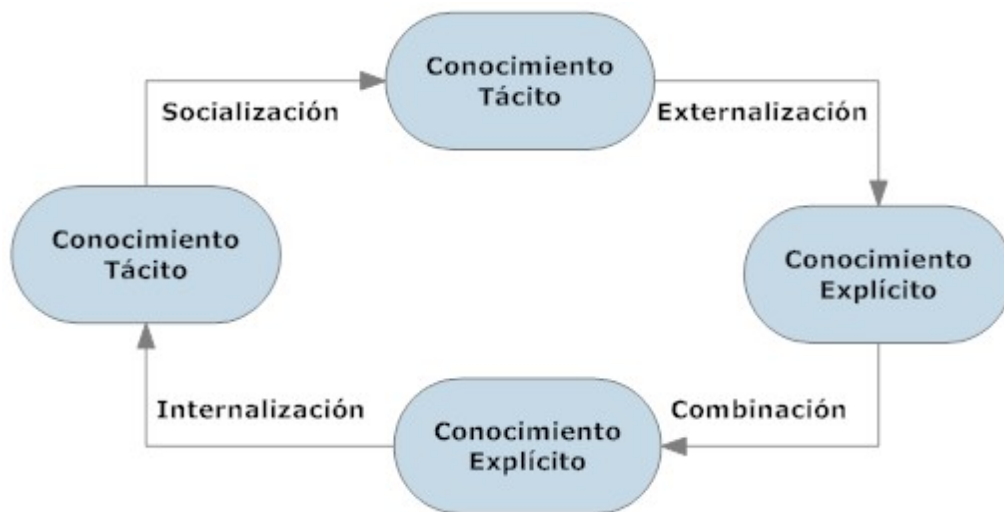 Conocimiento
Tácito
Socialización
Externalización
Conocimiento
Tácito
Conocimiento
Explícito
Internalización
Combinación
Conocimiento
Explícito